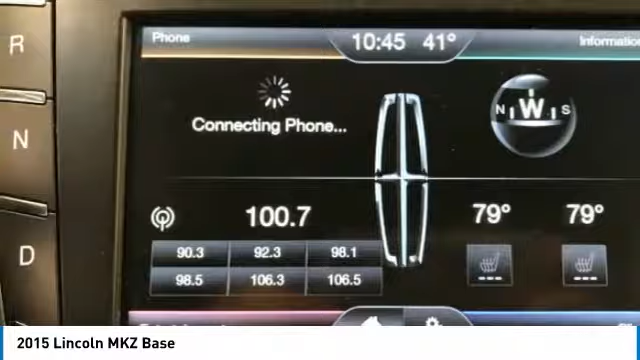 R
N
D
Phone
10:45 41°
Information
Connecting Phone...
N W S
100.7
79° 79°
90.3 92.3 98.1
98.5 106.3 106.5
2015 Lincoln MKZ Base